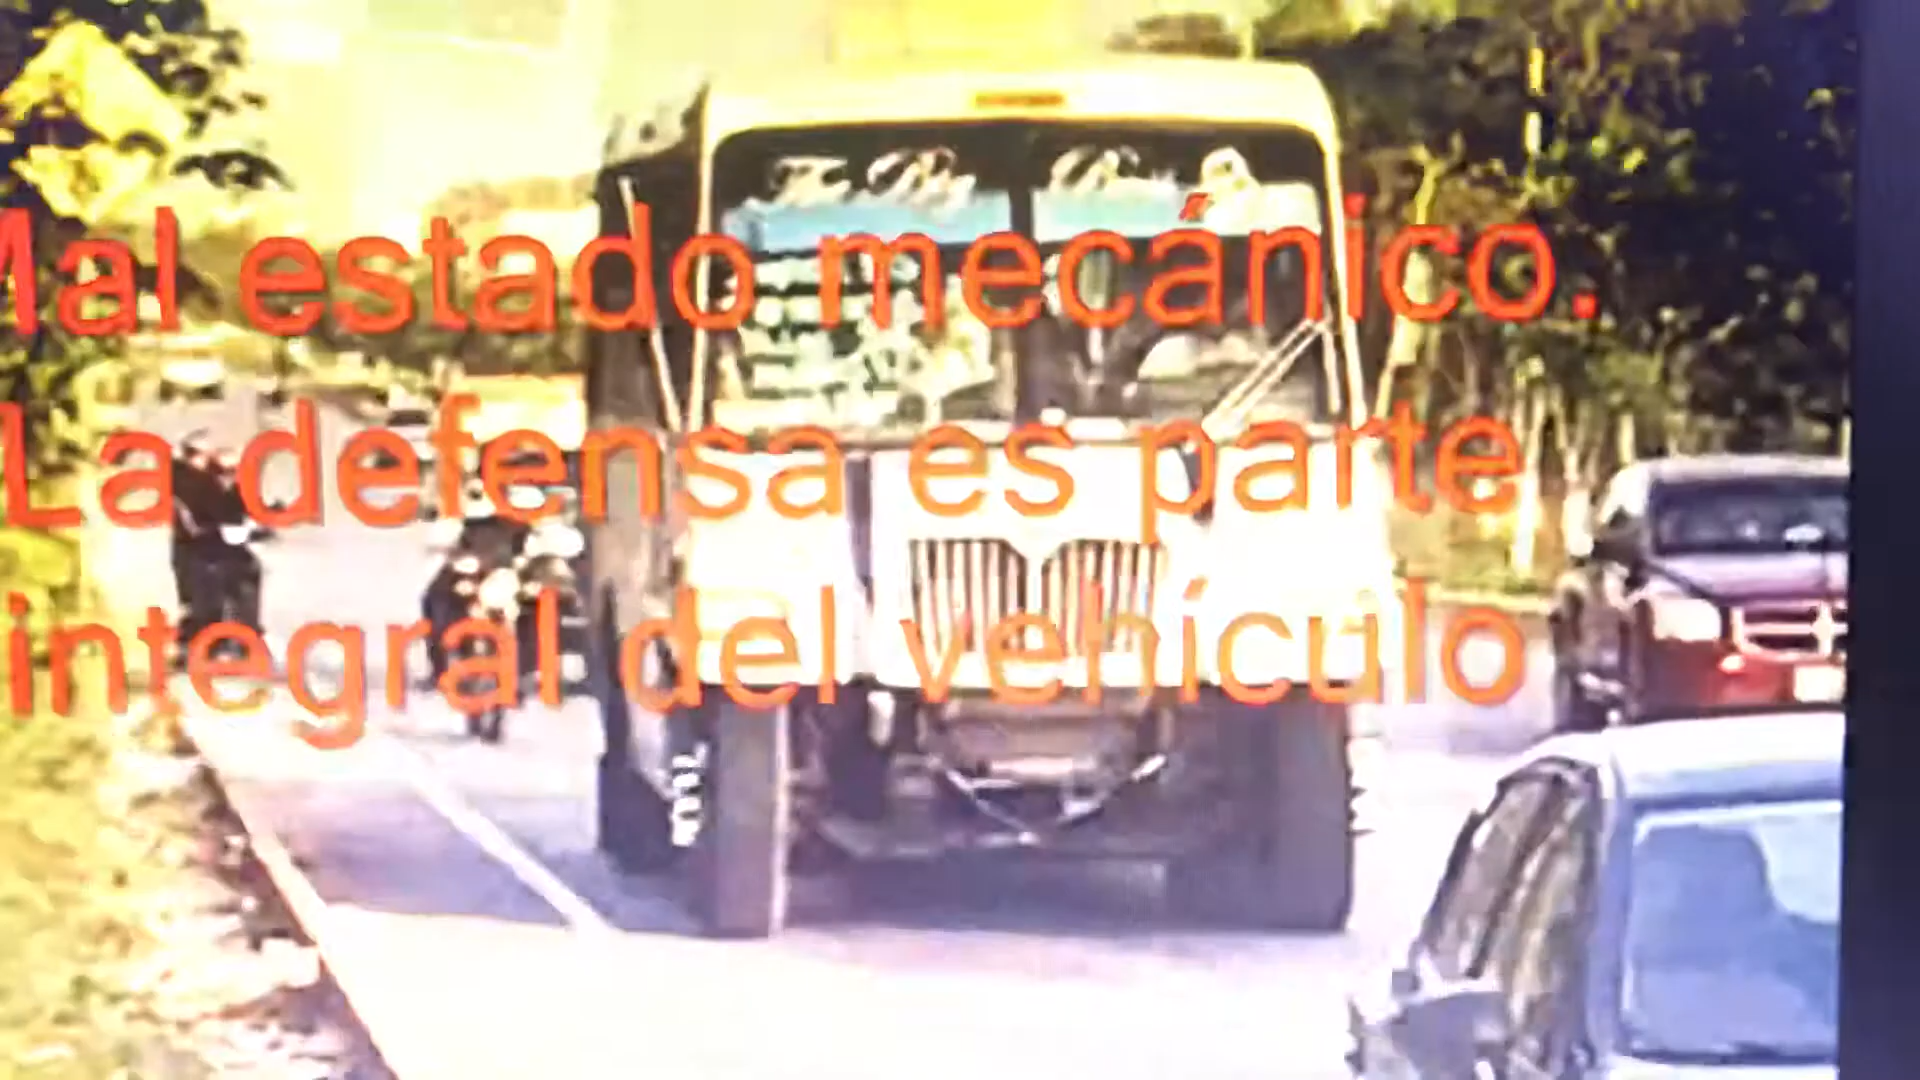 Mal estado mecánico.
La defensa es parte
integral del vehículo